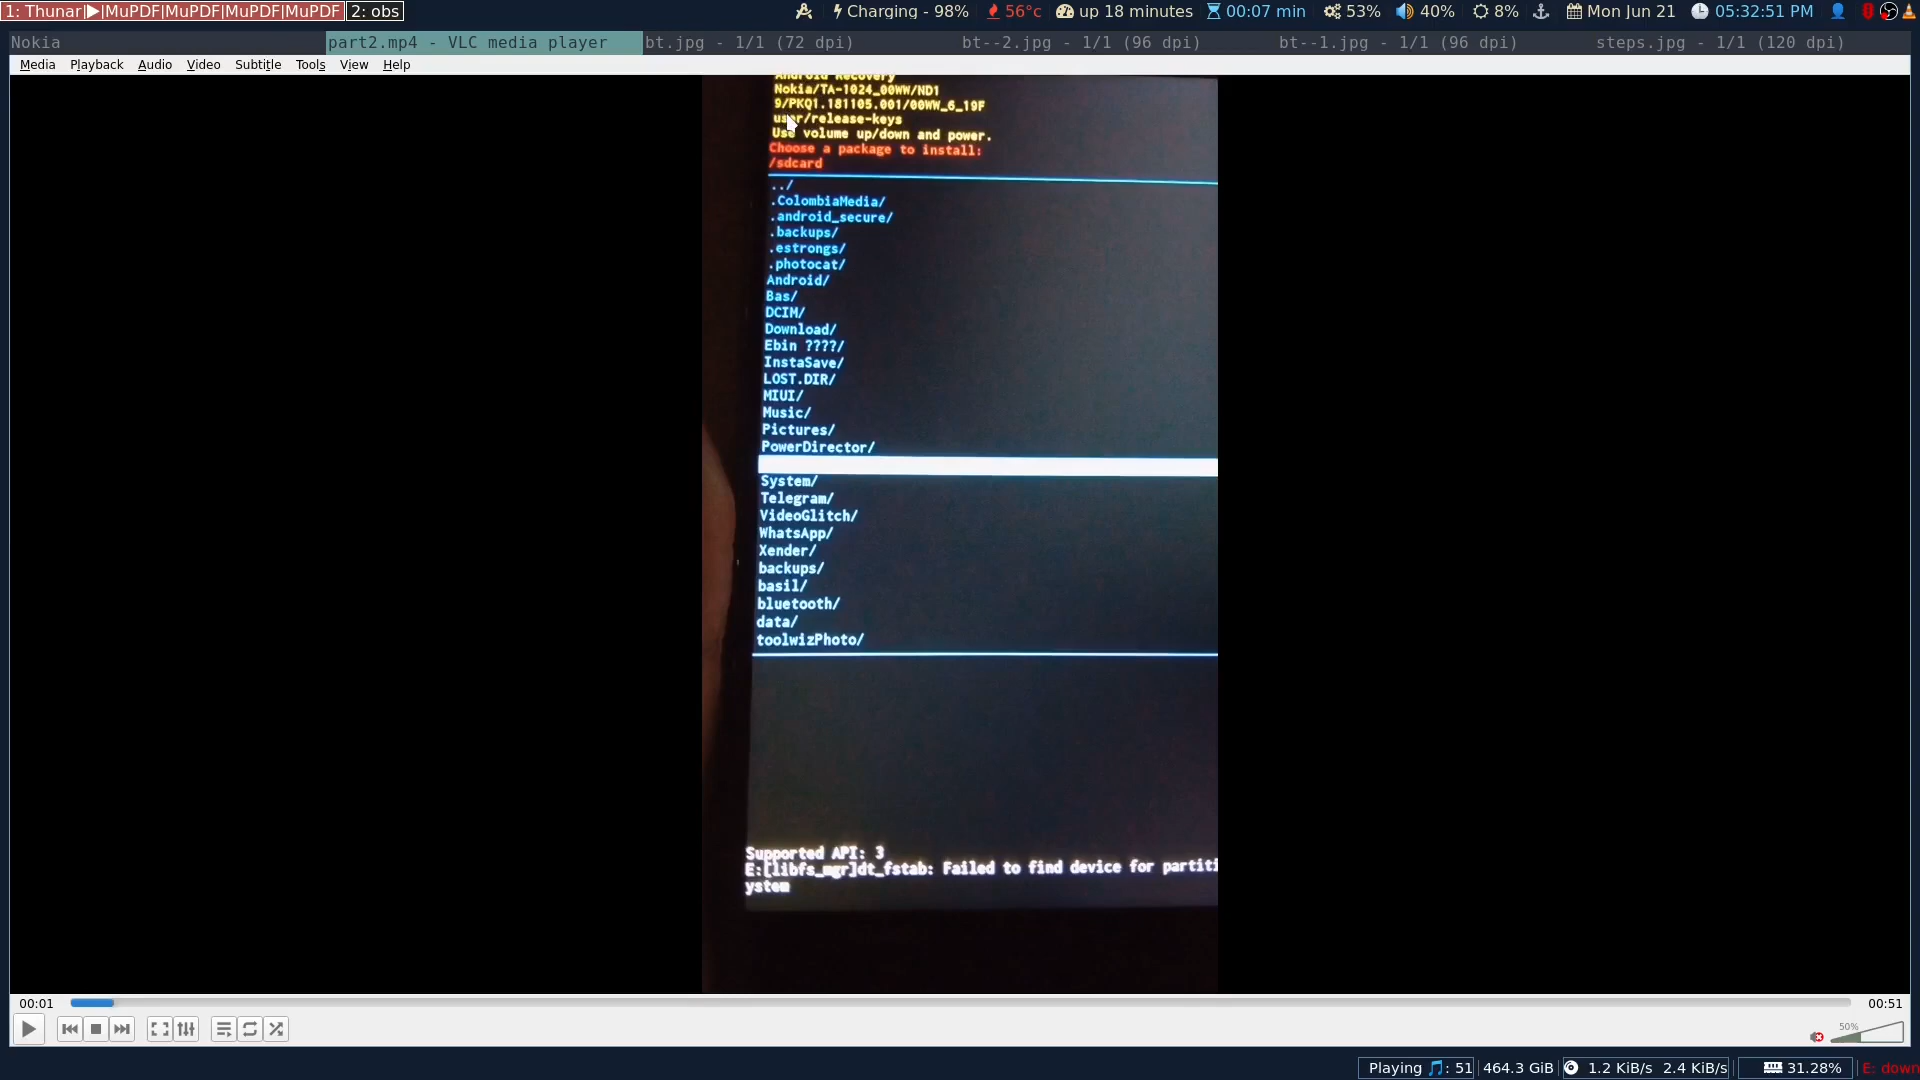 1: Thunar|▶|MuPDF|MuPDF|MuPDF|MuPDF 2: obs Charging - 98% 56°c up 18 minutes 00:07 min 53% 40% 8% Mon Jun 21 05:32:51 PM
Nokia part2.mp4 - VLC media player bt.jpg - 1/1 (72 dpi) bt--2.jpg - 1/1 (96 dpi) bt--1.jpg - 1/1 (96 dpi) steps.jpg - 1/1 (120 dpi)
Media Playback Audio Video Subtitle Tools View Help
Android Recovery
Nokia/TA-1024_00WW/ND1
9/PKQ1.181105.001/00WW_6_19F
user/release-keys
Use volume up/down and power.
Choose a package to install:
/sdcard
../
.ColombiaMedia/
.android_secure/
.backups/
.estrongs/
.photocat/
Android/
Bas/
DCIM/
Download/
Ebin ????/
InstaSave/
LOST.DIR/
MIUI/
Music/
Pictures/
PowerDirector/
System/
Telegram/
VideoGlitch/
WhatsApp/
Xender/
backups/
basil/
bluetooth/
data/
toolwizPhoto/
Supported API: 3
E:[libfs_mgr]dt_fstab: Failed to find device for partiti
ystem
00:01 00:51
50%
Playing 🎵: 51 464.3 GiB 1.2 KiB/s 2.4 KiB/s 31.28% E: down